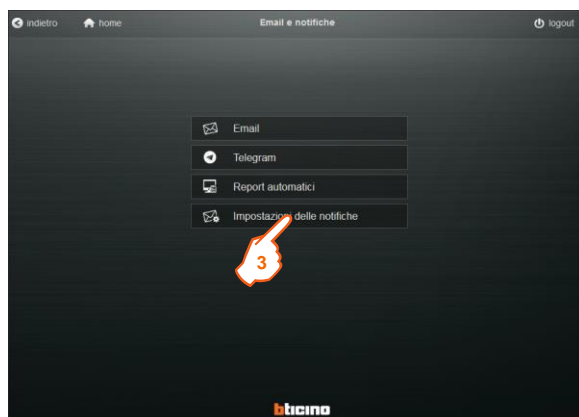 indietro home Email e notifiche logout
Email
Telegram
Report automatici
Impostazioni delle notifiche
3
bticino